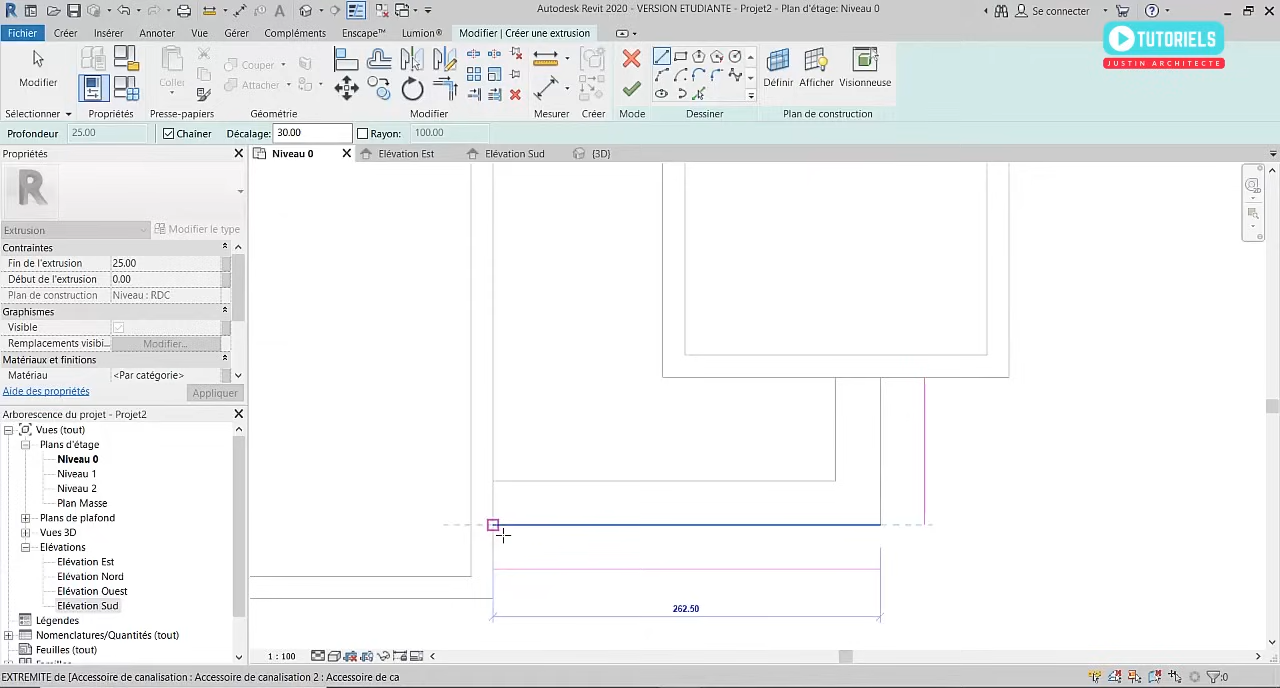 Autodesk Revit 2020 - VERSION ETUDIANTE - Projet2 - Plan d'étage: Niveau 0
Se connecter
Fichier Créer Insérer Annoter Vue Gérer Compléments Enscape™ Lumion® Modifier | Créer une extrusion
TUTORIELS
JUSTIN ARCHITECTE
Modifier
Coller
Couper
Attacher
Définir Afficher Visionneuse
Sélectionner Propriétés Presse-papiers Géométrie Modifier Mesurer Créer Mode Dessiner Plan de construction
Profondeur 25.00 Chainer Décalage: 30.00 Rayon: 100.00
Propriétés
Niveau 0 Elévation Est Elévation Sud {3D}
Extrusion
Modifier le type
Contraintes
Fin de l'extrusion 25.00
Début de l'extrusion 0.00
Plan de construction Niveau : RDC
Graphismes
Visible
Remplacements visibi... Modifier...
Matériaux et finitions
Matériau <Par catégorie>
Aide des propriétés Appliquer
Arborescence du projet - Projet2
Vues (tout)
Plans d'étage
Niveau 0
Niveau 1
Niveau 2
Plan Masse
Plans de plafond
Vues 3D
Elévations
Elévation Est
Elévation Nord
Elévation Ouest
Elévation Sud
Légendes
Nomenclatures/Quantités (tout)
Feuilles (tout)
262.50
1 : 100
EXTREMITE de [Accessoire de canalisation : Accessoire de canalisation 2 : Accessoire de ca
:0